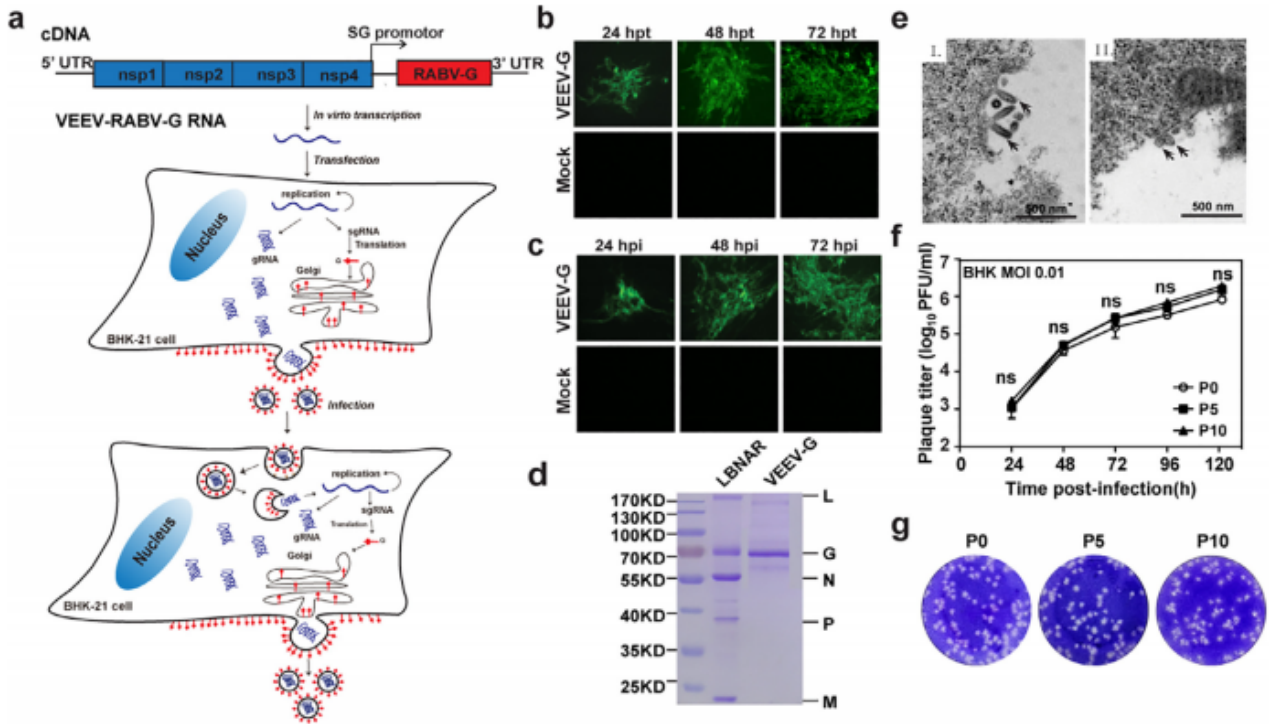 a
cDNA
SG promotor
5' UTR
nsp1
nsp2
nsp3
nsp4
RABV-G
3' UTR
VEEV-RABV-G RNA
In virto transcription
Transfection
replication
Nucleus
sgRNA
Translation
G
gRNA
Golgi
BHK-21 cell
Infection
replication
sgRNA
Translation
G
gRNA
Golgi
Nucleus
BHK-21 cell
b
24 hpt
48 hpt
72 hpt
VEEV-G
Mock
c
24 hpi
48 hpi
72 hpi
VEEV-G
Mock
d
LBNAR
VEEV-G
170KD
130KD
100KD
70KD
55KD
40KD
35KD
25KD
L
G
N
P
M
e
I.
500 nm
II.
500 nm
f
BHK MOI 0.01
Plaque titer (log10 PFU/ml)
7
6
5
4
3
2
ns
ns
ns
ns
ns
P0
P5
P10
0
24
48
72
96
120
Time post-infection(h)
g
P0
P5
P10